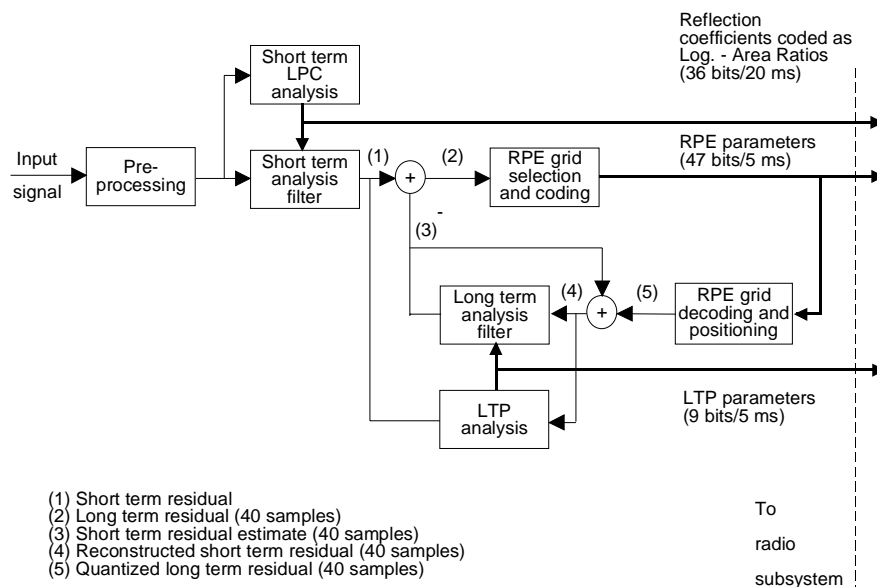 Reflection
coefficients coded as
Log. - Area Ratios
(36 bits/20 ms)
Short term
LPC
analysis
RPE parameters
(47 bits/5 ms)
Input
signal
Pre-
processing
Short term
analysis
filter
(1)
+
(2)
RPE grid
selection
and coding
-
(3)
Long term
analysis
filter
(4)
+
(5)
RPE grid
decoding and
positioning
LTP
analysis
LTP parameters
(9 bits/5 ms)
(1) Short term residual
(2) Long term residual (40 samples)
(3) Short term residual estimate (40 samples)
(4) Reconstructed short term residual (40 samples)
(5) Quantized long term residual (40 samples)
To
radio
subsystem